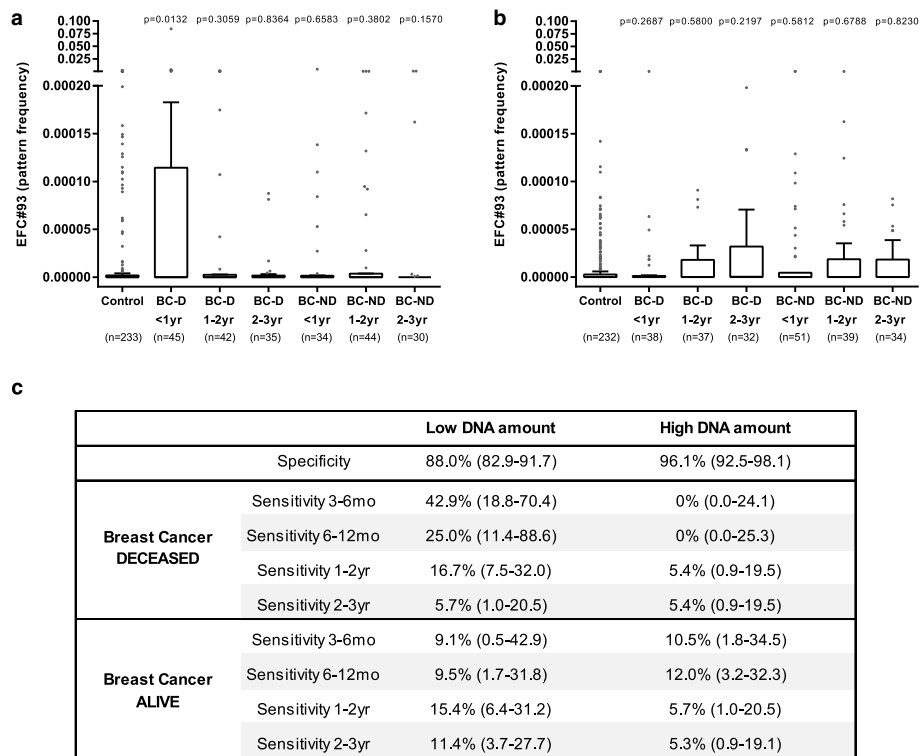 a
p=0.0132 p=0.3059 p=0.8364 p=0.6583 p=0.3802 p=0.1570
0.100
0.075
0.050
0.025
0.00020
0.00015
0.00010
0.00005
0.00000
EFC#93 (pattern frequency)
Control BC-D BC-D BC-D BC-ND BC-ND BC-ND
<1yr 1-2yr 2-3yr <1yr 1-2yr 2-3yr
(n=233) (n=45) (n=42) (n=35) (n=34) (n=44) (n=30)
b
p=0.2687 p=0.5800 p=0.2197 p=0.5812 p=0.6788 p=0.8230
0.100
0.075
0.050
0.025
0.00020
0.00015
0.00010
0.00005
0.00000
EFC#93 (pattern frequency)
Control BC-D BC-D BC-D BC-ND BC-ND BC-ND
<1yr 1-2yr 2-3yr <1yr 1-2yr 2-3yr
(n=232) (n=38) (n=37) (n=32) (n=51) (n=39) (n=34)
c
Low DNA amount High DNA amount
Specificity 88.0% (82.9-91.7) 96.1% (92.5-98.1)
Breast Cancer
DECEASED
Sensitivity 3-6mo 42.9% (18.8-70.4) 0% (0.0-24.1)
Sensitivity 6-12mo 25.0% (11.4-88.6) 0% (0.0-25.3)
Sensitivity 1-2yr 16.7% (7.5-32.0) 5.4% (0.9-19.5)
Sensitivity 2-3yr 5.7% (1.0-20.5) 5.4% (0.9-19.5)
Breast Cancer
ALIVE
Sensitivity 3-6mo 9.1% (0.5-42.9) 10.5% (1.8-34.5)
Sensitivity 6-12mo 9.5% (1.7-31.8) 12.0% (3.2-32.3)
Sensitivity 1-2yr 15.4% (6.4-31.2) 5.7% (1.0-20.5)
Sensitivity 2-3yr 11.4% (3.7-27.7) 5.3% (0.9-19.1)